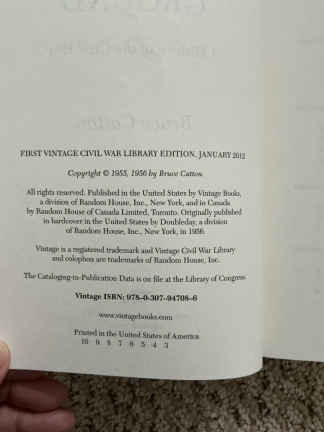 FIRST VINTAGE CIVIL WAR LIBRARY EDITION, JANUARY 2012
Copyright © 1955, 1956 by Bruce Catton
All rights reserved. Published in the United States by Vintage Books,
a division of Random House, Inc., New York, and in Canada
by Random House of Canada Limited, Toronto. Originally published
in hardcover in the United States by Doubleday, a division
of Random House, Inc., New York, in 1956.
Vintage is a registered trademark and Vintage Civil War Library
and colophon are trademarks of Random House, Inc.
The Cataloging-in-Publication Data is on file at the Library of Congress.
Vintage ISBN: 978-0-307-94708-6
www.vintagebooks.com
Printed in the United States of America
10 9 8 7 6 5 4 3